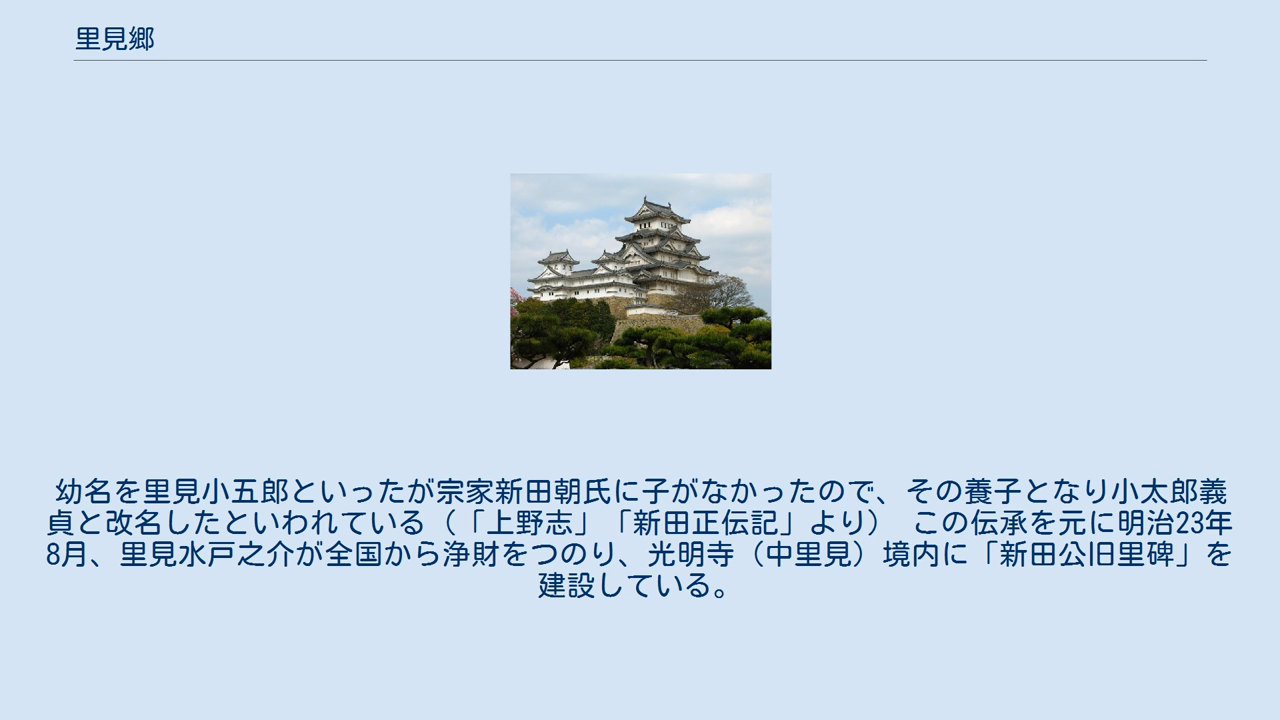 里見郷
幼名を里見小五郎といったが宗家新田朝氏に子がなかったので、その養子となり小太郎義
貞と改名したといわれている（「上野志」「新田正伝記」より）　この伝承を元に明治23年
8月、里見水戸之介が全国から浄財をつのり、光明寺（中里見）境内に「新田公旧里碑」を
建設している。